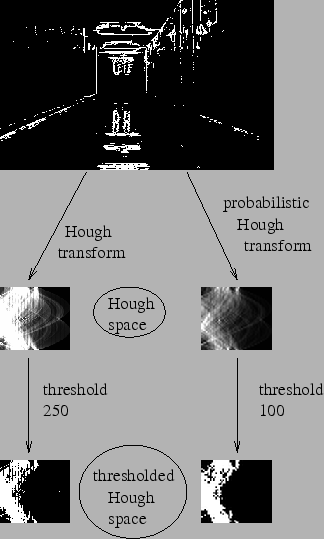 probabilistic
Hough
transform
Hough
transform
Hough
space
threshold
250
threshold
100
thresholded
Hough
space